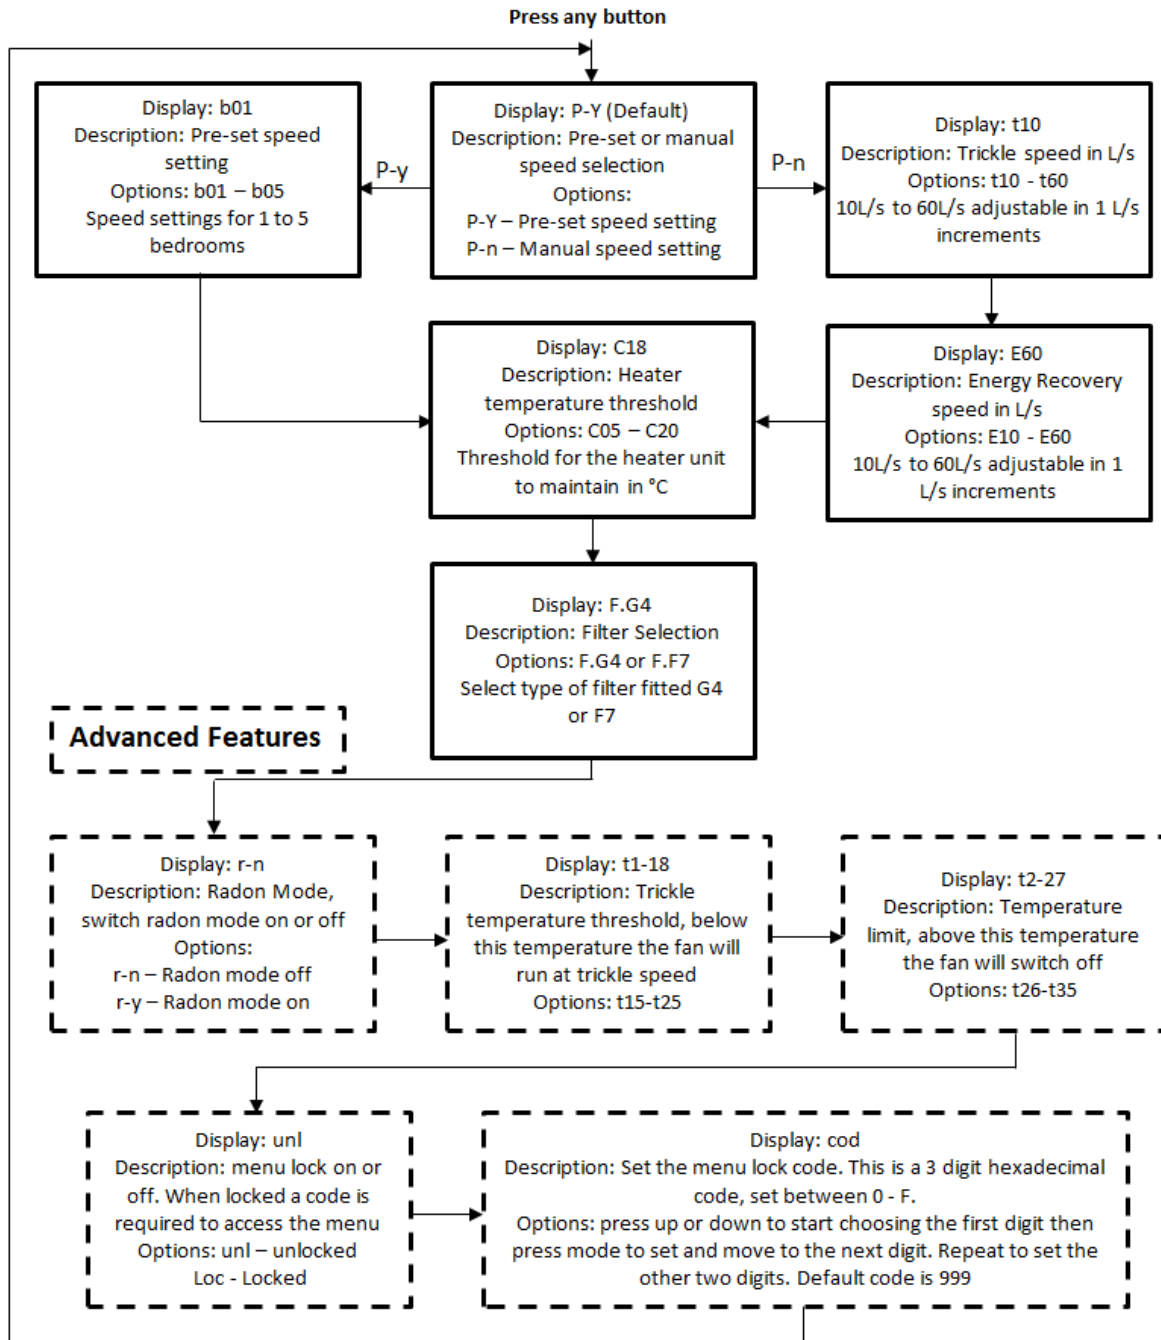 Press any button
Display: b01
Description: Pre-set speed
setting
Options: b01 – b05
Speed settings for 1 to 5
bedrooms
P-y
Display: P-Y (Default)
Description: Pre-set or manual
speed selection
Options:
P-Y – Pre-set speed setting
P-n – Manual speed setting
P-n
Display: t10
Description: Trickle speed in L/s
Options: t10 - t60
10L/s to 60L/s adjustable in 1 L/s
increments
Display: C18
Description: Heater
temperature threshold
Options: C05 – C20
Threshold for the heater unit
to maintain in °C
Display: E60
Description: Energy Recovery
speed in L/s
Options: E10 - E60
10L/s to 60L/s adjustable in 1
L/s increments
Display: F.G4
Description: Filter Selection
Options: F.G4 or F.F7
Select type of filter fitted G4
or F7
Advanced Features
Display: r-n
Description: Radon Mode,
switch radon mode on or off
Options:
r-n – Radon mode off
r-y – Radon mode on
Display: t1-18
Description: Trickle
temperature threshold, below
this temperature the fan will
run at trickle speed
Options: t15-t25
Display: t2-27
Description: Temperature
limit, above this temperature
the fan will switch off
Options: t26-t35
Display: unl
Description: menu lock on or
off. When locked a code is
required to access the menu
Options: unl – unlocked
Loc - Locked
Display: cod
Description: Set the menu lock code. This is a 3 digit hexadecimal
code, set between 0 - F.
Options: press up or down to start choosing the first digit then
press mode to set and move to the next digit. Repeat to set the
other two digits. Default code is 999